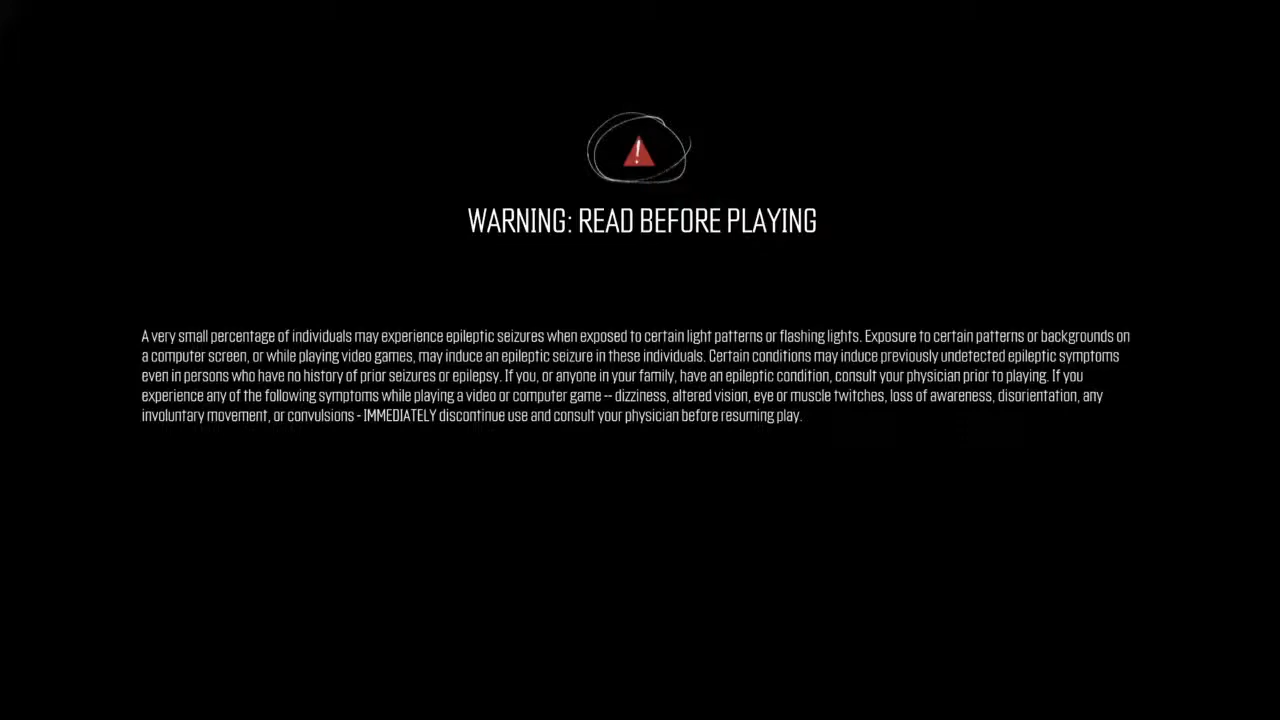 WARNING: READ BEFORE PLAYING
A very small percentage of individuals may experience epileptic seizures when exposed to certain light patterns or flashing lights. Exposure to certain patterns or backgrounds on
a computer screen, or while playing video games, may induce an epileptic seizure in these individuals. Certain conditions may induce previously undetected epileptic symptoms
even in persons who have no history of prior seizures or epilepsy. If you, or anyone in your family, have an epileptic condition, consult your physician prior to playing. If you
experience any of the following symptoms while playing a video or computer game -- dizziness, altered vision, eye or muscle twitches, loss of awareness, disorientation, any
involuntary movement, or convulsions - IMMEDIATELY discontinue use and consult your physician before resuming play.